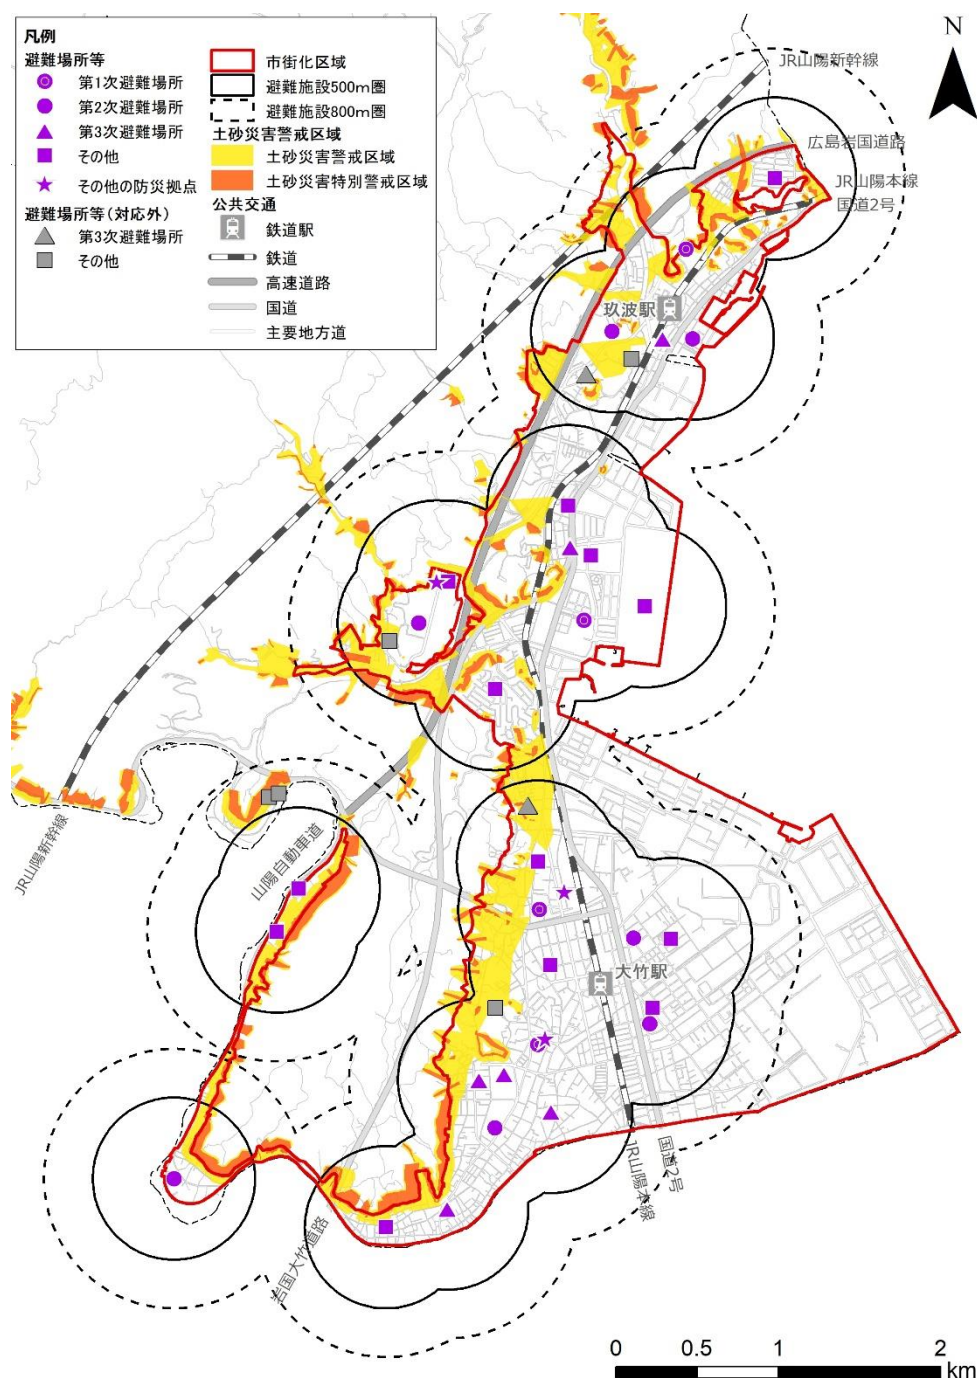 凡例
避難場所等
第1次避難場所
第2次避難場所
第3次避難場所
その他
その他の防災拠点
避難場所等(対応外)
第3次避難場所
その他
市街化区域
避難施設500m圏
避難施設800m圏
土砂災害警戒区域
土砂災害警戒区域
土砂災害特別警戒区域
公共交通
鉄道駅
鉄道
高速道路
国道
主要地方道
N
JR山陽新幹線
広島岩国道路
JR山陽本線
国道2号
玖波駅
JR山陽新幹線
山陽自動車道
大竹駅
岩国大竹道路
JR山陽本線
国道2号
0 0.5 1 2
km